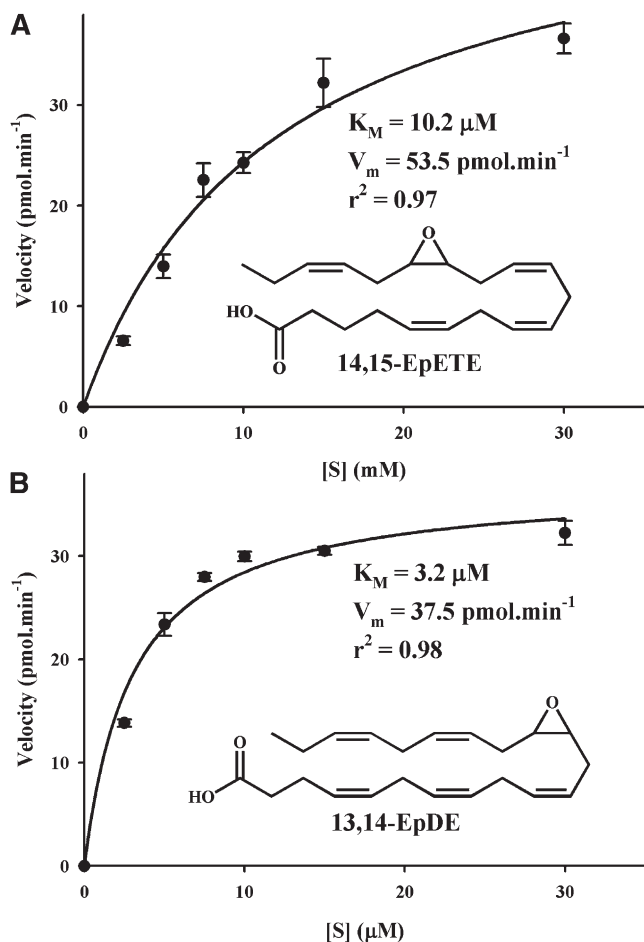 A
Velocity (pmol.min⁻¹)
30
20
10
0
K_M = 10.2 μM
V_m = 53.5 pmol.min⁻¹
r² = 0.97
O
HO
O
14,15-EpETE
0
10
20
30
[S] (mM)
B
Velocity (pmol.min⁻¹)
30
20
10
0
K_M = 3.2 μM
V_m = 37.5 pmol.min⁻¹
r² = 0.98
O
O
HO
13,14-EpDE
0
10
20
30
[S] (μM)